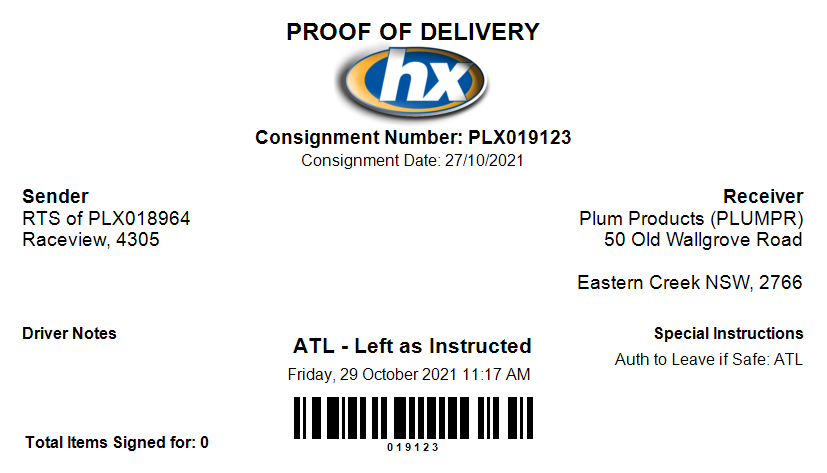 PROOF OF DELIVERY
hx
Consignment Number: PLX019123
Consignment Date: 27/10/2021
Sender
RTS of PLX018964
Raceview, 4305
Receiver
Plum Products (PLUMPR)
50 Old Wallgrove Road
Eastern Creek NSW, 2766
Driver Notes
ATL - Left as Instructed
Friday, 29 October 2021 11:17 AM
Special Instructions
Auth to Leave if Safe: ATL
019123
Total Items Signed for: 0